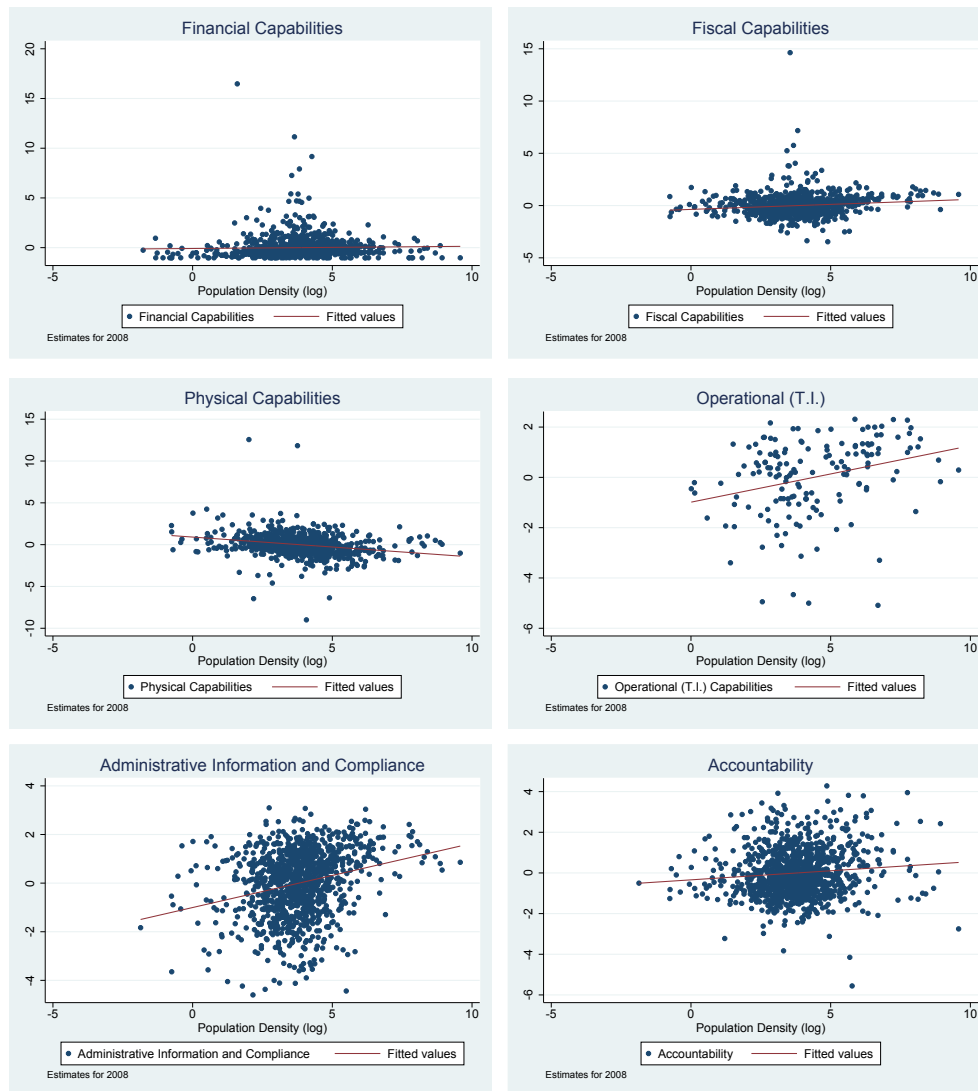 Financial Capabilities
20
15
10
5
0
-5 0 5 10
Population Density (log)
Financial Capabilities Fitted values
Estimates for 2008
Fiscal Capabilities
15
10
5
0
-5
-5 0 5 10
Population Density (log)
Fiscal Capabilities Fitted values
Estimates for 2008
Physical Capabilities
15
10
5
0
-5
-10
-5 0 5 10
Population Density (log)
Physical Capabilities Fitted values
Estimates for 2008
Operational (T.I.)
2
0
-2
-4
-6
-5 0 5 10
Population Density (log)
Operational (T.I.) Capabilities Fitted values
Estimates for 2008
Administrative Information and Compliance
4
2
0
-2
-4
-5 0 5 10
Population Density (log)
Administrative Information and Compliance Fitted values
Estimates for 2008
Accountability
4
2
0
-2
-4
-6
-5 0 5 10
Population Density (log)
Accountability Fitted values
Estimates for 2008